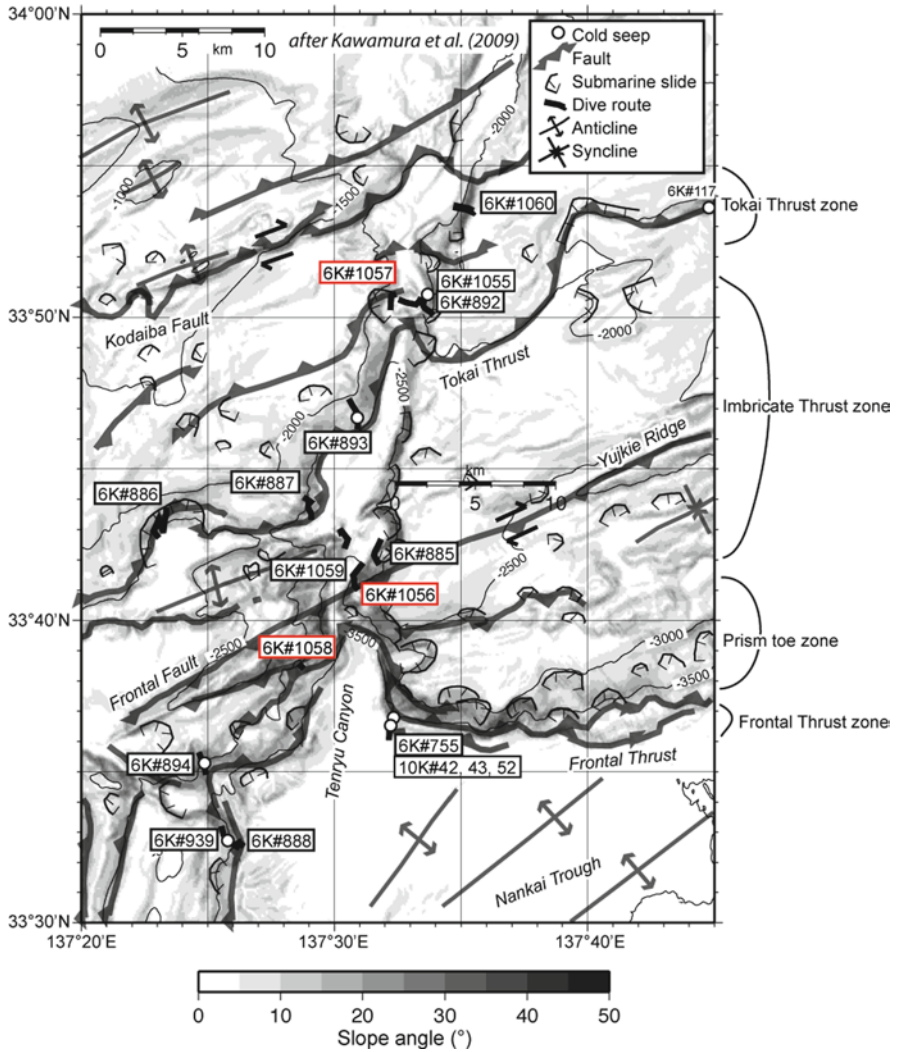 34°00'N
0
5
10
km
after Kawamura et al. (2009)
Cold seep
Fault
Submarine slide
Dive route
Anticline
Syncline
-2000
-1000
-1500
6K#1060
6K#117
Tokai Thrust zone
6K#1057
6K#1055
6K#892
33°50'N
Kodaiba Fault
Tokai Thrust
-2000
-2500
-2000
Imbricate Thrust zone
6K#893
Yujkie Ridge
6K#887
km
0
5
10
6K#886
6K#885
6K#1059
-2500
6K#1056
33°40'N
6K#1058
-2500
3500
-3000
Prism toe zone
-3500
Frontal Fault
Tenryu Canyon
Frontal Thrust zone
6K#755
6K#894
10K#42, 43, 52
Frontal Thrust
6K#939
6K#888
Nankai Trough
33°30'N
137°20'E
137°30'E
137°40'E
0
10
20
30
40
50
Slope angle (°)